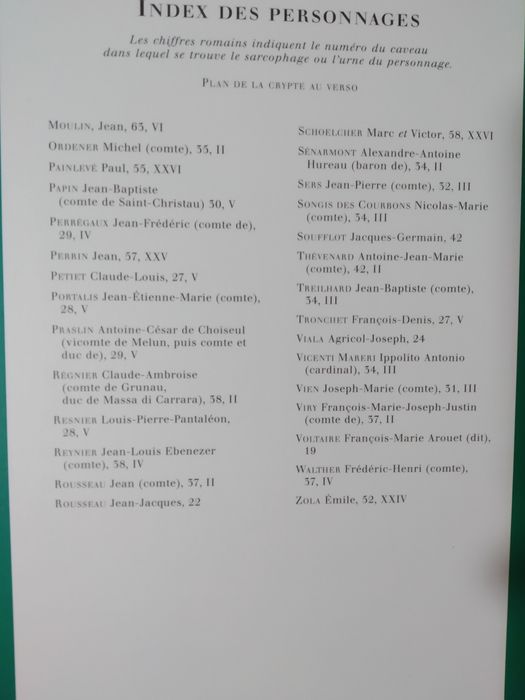 INDEX DES PERSONNAGES
Les chiffres romains indiquent le numéro du caveau
dans lequel se trouve le sarcophage ou l'urne du personnage.
PLAN DE LA CRYPTE AU VERSO
MOULIN, Jean, 63, VI
ORDENER Michel (comte), 35, II
PAINLEVÉ Paul, 55, XXVI
PAPIN Jean-Baptiste
(comte de Saint-Christau) 30, V
PERRÉGAUX Jean-Frédéric (comte de),
29, IV
PERRIN Jean, 57, XXV
PETIET Claude-Louis, 27, V
PORTALIS Jean-Étienne-Marie (comte),
28, V
PRASLIN Antoine-César de Choiseul
(vicomte de Melun, puis comte et
duc de), 29, V
RÉGNIER Claude-Ambroise
(comte de Grunau,
duc de Massa di Carrara), 38, II
RESNIER Louis-Pierre-Pantaléon,
28, V
REYNIER Jean-Louis Ebenezer
(comte), 38, IV
ROUSSEAU Jean (comte), 37, II
ROUSSEAU Jean-Jacques, 22
SCHOELCHER Marc et Victor, 58, XXVI
SÉNARMONT Alexandre-Antoine
Hureau (baron de), 34, II
SERS Jean-Pierre (comte), 32, III
SONGIS DES COURBONS Nicolas-Marie
(comte), 34, III
SOUFFLOT Jacques-Germain, 42
THÉVENARD Antoine-Jean-Marie
(comte), 42, II
TREILHARD Jean-Baptiste (comte),
34, III
TRONCHET François-Denis, 27, V
VIALA Agricol-Joseph, 24
VICENTI MARERI Ippolito Antonio
(cardinal), 34, III
VIEN Joseph-Marie (comte), 31, III
VIRY François-Marie-Joseph-Justin
(comte de), 37, II
VOLTAIRE François-Marie Arouet (dit),
19
WALTHER Frédéric-Henri (comte),
37, IV
ZOLA Émile, 52, XXIV